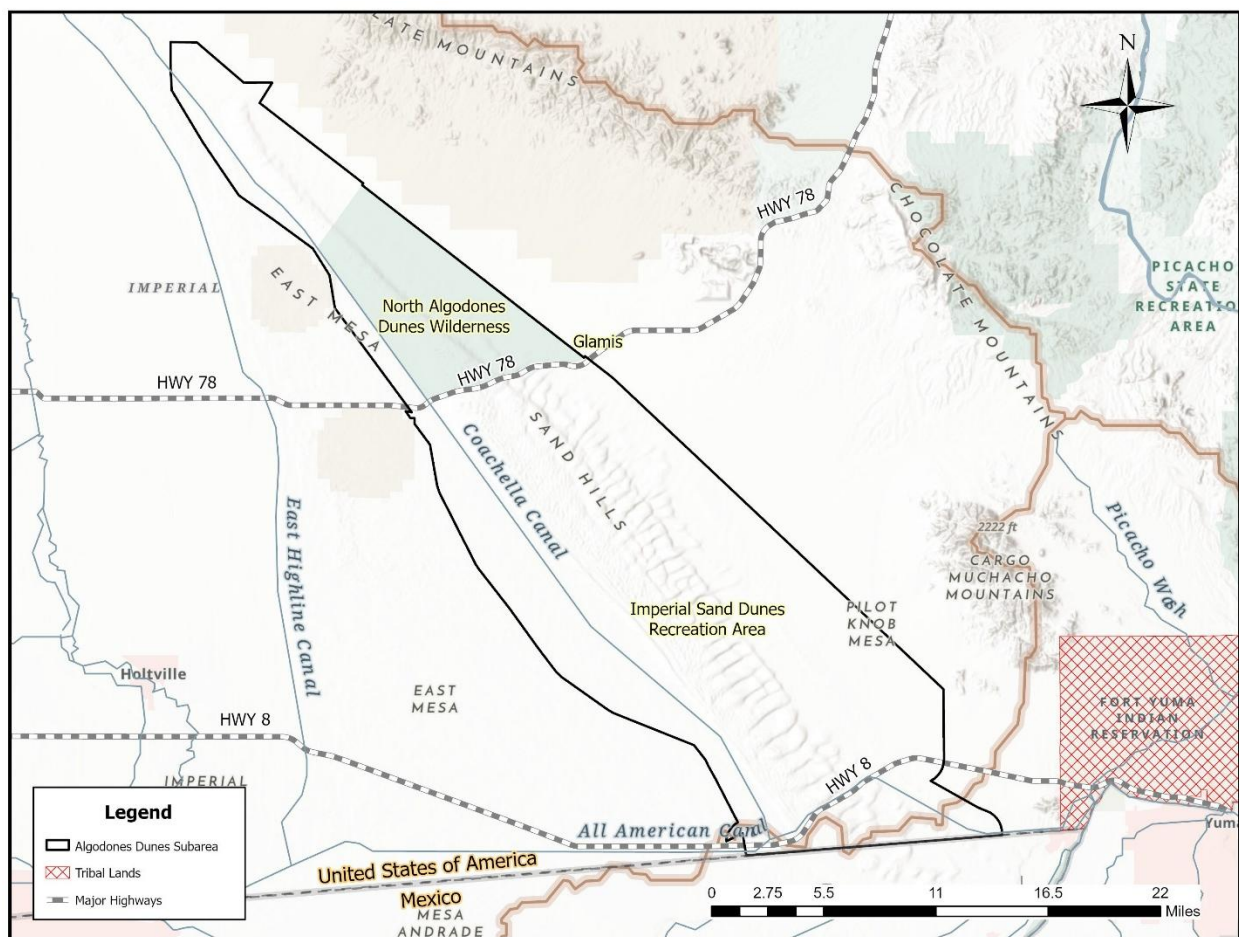 LATE MOUNTAINS
N
HWY 78
CHOCOLATE MOUNTAINS
PICACHO
STATE
RECREATION
AREA
IMPERIAL
EAST MESA
North Algodones
Dunes Wilderness
Glamis
HWY 78
HWY 78
SAND HILLS
Coachella Canal
East Highline Canal
2222 ft
CARGO
MUCHACHO
MOUNTAINS
Picacho Wash
Imperial Sand Dunes
Recreation Area
PILOT
KNOB
MESA
Holtville
EAST
MESA
FORT YUMA
INDIAN
RESERVATION
HWY 8
HWY 8
IMPERIAL
Yuma
All American Canal
United States of America
Mexico
MESA
ANDRADE
Legend
Algodones Dunes Subarea
Tribal Lands
Major Highways
0 2.75 5.5 11 16.5 22
Miles